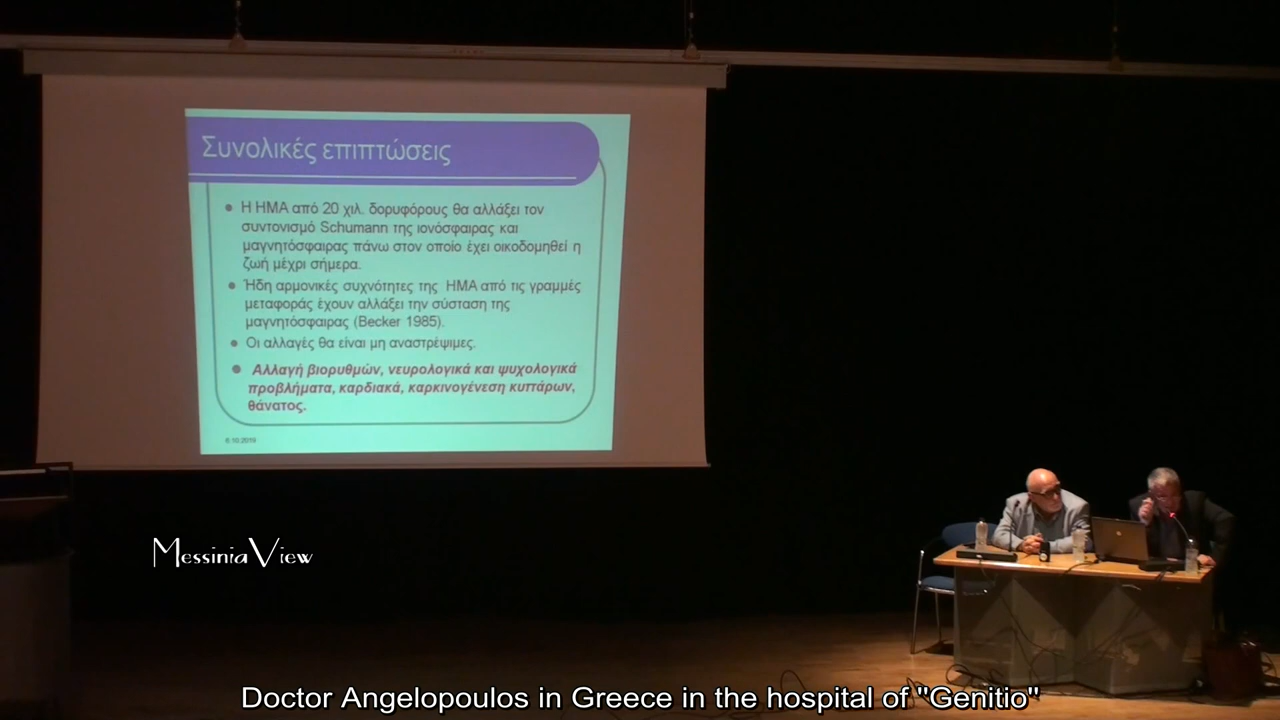 Συνολικές επιπτώσεις
Η ΗΜΑ από 20 χιλ. δορυφόρους θα αλλάξει τον
συντονισμό Schumann της ιονόσφαιρας και
μαγνητόσφαιρας πάνω στον οποίο έχει οικοδομηθεί η
ζωή μέχρι σήμερα.
Ήδη αρμονικές συχνότητες της ΗΜΑ από τις γραμμές
μεταφοράς έχουν αλλάξει την σύσταση της
μαγνητόσφαιρας (Becker 1985).
Οι αλλαγές θα είναι μη αναστρέψιμες.
Αλλαγή βιορυθμών, νευρολογικά και ψυχολογικά
προβλήματα, καρδιακά, καρκινογένεση κυττάρων,
θάνατος.
6.10.2019
MessiniaView
Doctor Angelopoulos in Greece in the hospital of "Genitio"